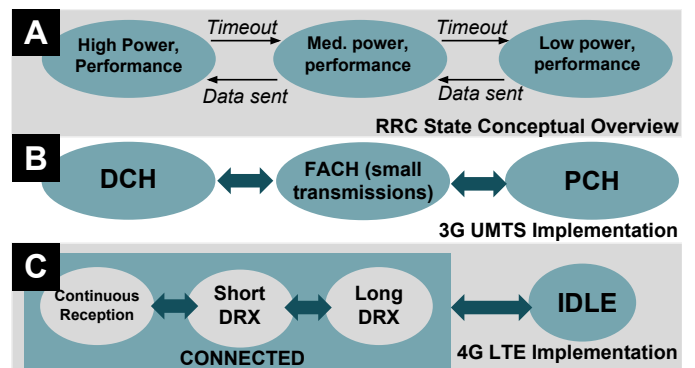 A
High Power,
Performance
Timeout
Data sent
Med. power,
performance
Timeout
Data sent
Low power,
performance
RRC State Conceptual Overview
B
DCH
FACH (small
transmissions)
PCH
3G UMTS Implementation
C
Continuous
Reception
Short
DRX
Long
DRX
CONNECTED
IDLE
4G LTE Implementation